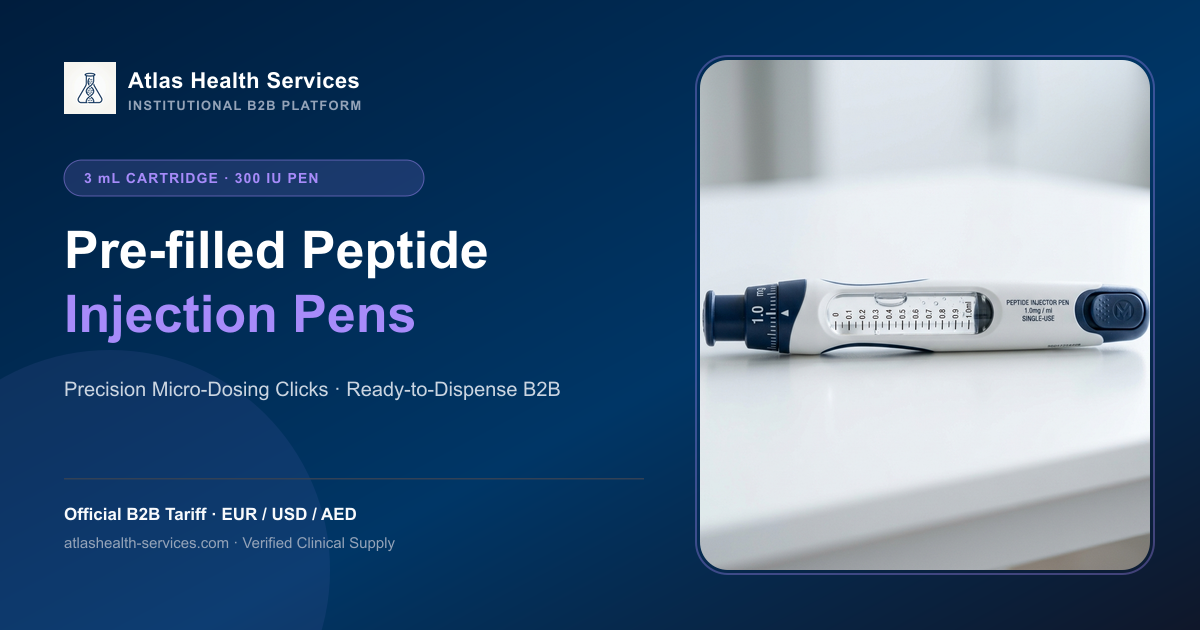 Atlas Health Services
INSTITUTIONAL B2B PLATFORM
3 mL CARTRIDGE · 300 IU PEN
Pre-filled Peptide
Injection Pens
Precision Micro-Dosing Clicks · Ready-to-Dispense B2B
Official B2B Tariff · EUR / USD / AED
atlashealth-services.com · Verified Clinical Supply
1.0 mg
0 0.1 0.2 0.3 0.4 0.5 0.6 0.7 0.8 0.9 1.0ml
PEPTIDE INJECTOR PEN
1.0mg / ml
SINGLE-USE